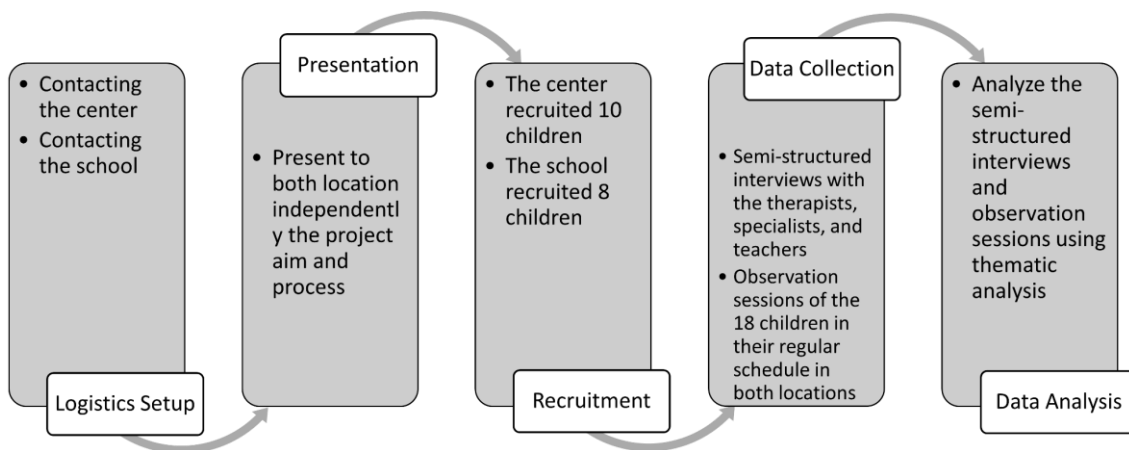 • Contacting
the center
• Contacting
the school
Logistics Setup
Presentation
• Present to
both location
independentl
y the project
aim and
process
• The center
recruited 10
children
• The school
recruited 8
children
Recruitment
Data Collection
• Semi-structured
interviews with
the therapists,
specialists, and
teachers
• Observation
sessions of the
18 children in
their regular
schedule in
both locations
• Analyze the
semi-
structured
interviews
and
observation
sessions using
thematic
analysis
Data Analysis